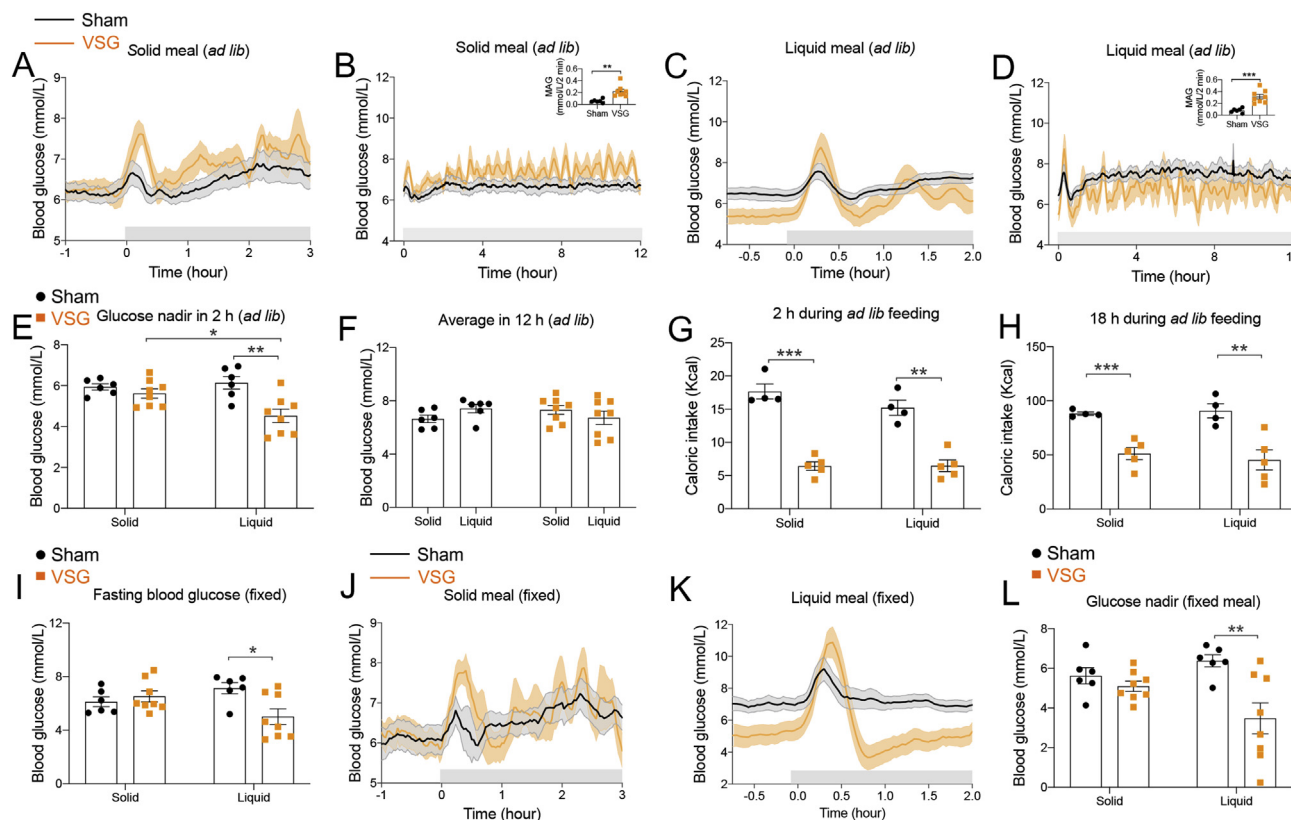 Sham
VSG
A
Solid meal (ad lib)
Blood glucose (mmol/L)
9
8
7
6
5
-1
0
1
2
3
Time (hour)
B
Solid meal (ad lib)
Blood glucose (mmol/L)
12
10
8
6
4
0
4
8
12
Time (hour)
MAG
(mmol/L/2 min)
0.6
0.4
0.2
0.0
**
Sham VSG
C
Liquid meal (ad lib)
Blood glucose (mmol/L)
12
10
8
6
4
-0.5
0.0
0.5
1.0
1.5
2.0
Time (hour)
D
Liquid meal (ad lib)
Blood glucose (mmol/L)
12
10
8
6
4
0
4
8
12
Time (hour)
MAG
(mmol/L/2 min)
0.6
0.4
0.2
0
***
Sham VSG
Sham
VSG
E
Glucose nadir in 2 h (ad lib)
Blood glucose (mmol/L)
8
6
4
2
0
*
**
Solid
Liquid
F
Average in 12 h (ad lib)
Blood glucose (mmol/L)
12
8
4
0
Solid
Liquid
Solid
Liquid
G
2 h during ad lib feeding
Caloric intake (Kcal)
25
20
15
10
5
0
***
**
Solid
Liquid
H
18 h during ad lib feeding
Caloric intake (Kcal)
150
100
50
0
***
**
Solid
Liquid
Sham
VSG
I
Fasting blood glucose (fixed)
Blood glucose (mmol/L)
12
8
4
0
*
Solid
Liquid
Sham
VSG
J
Solid meal (fixed)
Blood glucose (mmol/L)
9
8
7
6
5
-1
0
1
2
3
Time (hour)
K
Liquid meal (fixed)
Blood glucose (mmol/L)
12
10
8
6
4
2.0
-0.5
0.0
0.5
1.0
1.5
2.0
Time (hour)
Sham
VSG
L
Glucose nadir (fixed meal)
Blood glucose (mmol/L)
8
6
4
2
0
**
Solid
Liquid